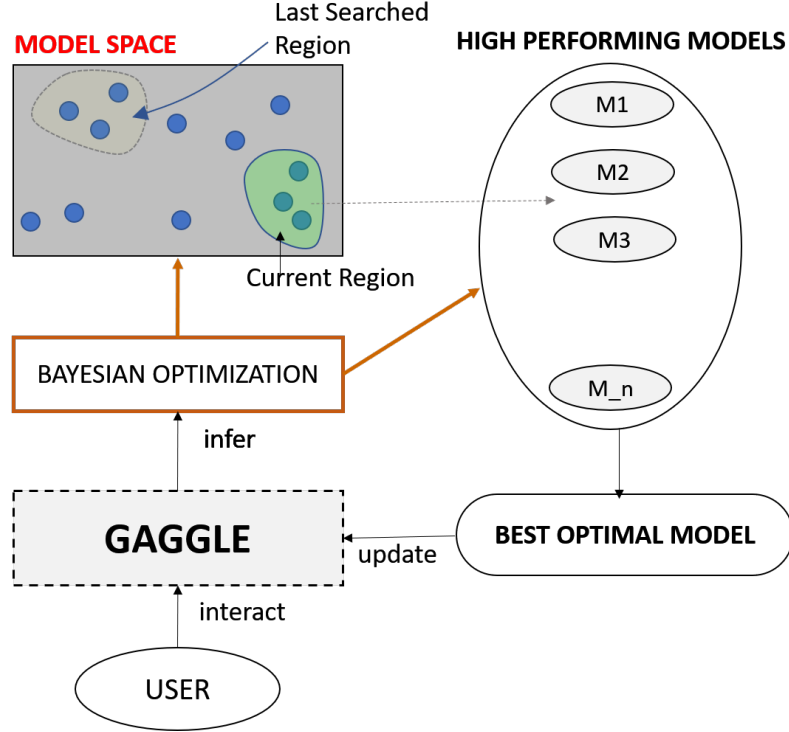 Last Searched
Region
MODEL SPACE
HIGH PERFORMING MODELS
M1
M2
M3
Current Region
BAYESIAN OPTIMIZATION
M_n
infer
GAGGLE
BEST OPTIMAL MODEL
update
interact
USER